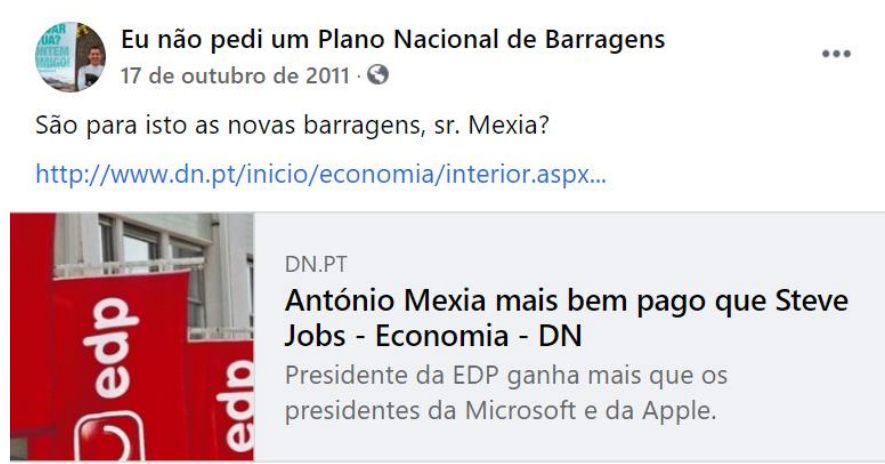 Eu não pedi um Plano Nacional de Barragens
17 de outubro de 2011 ·
São para isto as novas barragens, sr. Mexia?
http://www.dn.pt/inicio/economia/interior.aspx...
edp
edp
DN.PT
António Mexia mais bem pago que Steve
Jobs - Economia - DN
Presidente da EDP ganha mais que os
presidentes da Microsoft e da Apple.